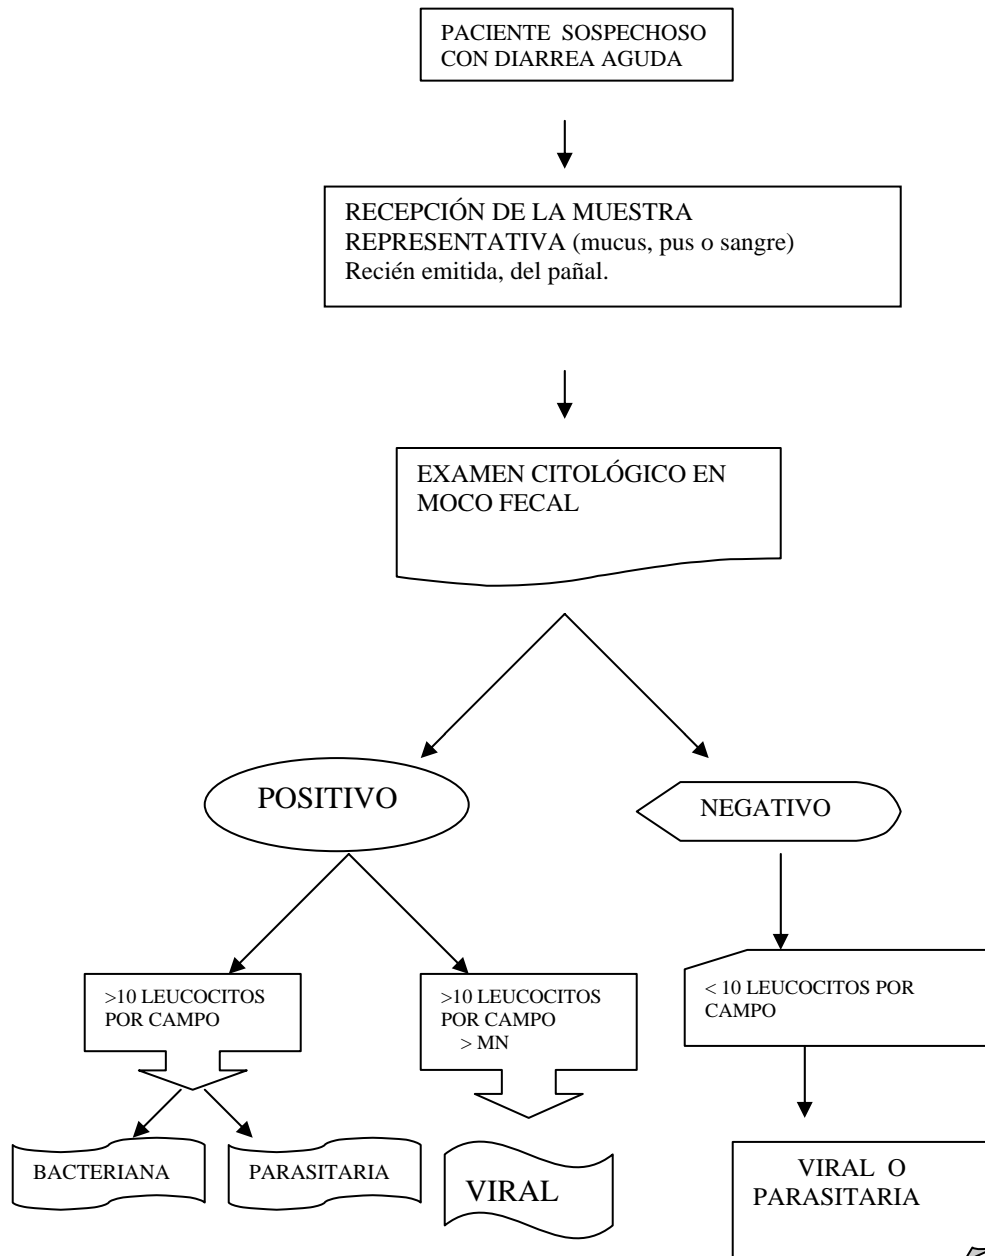 PACIENTE SOSPECHOSO
CON DIARREA AGUDA
RECEPCIÓN DE LA MUESTRA
REPRESENTATIVA (mucus, pus o sangre)
Recién emitida, del pañal.
EXAMEN CITOLÓGICO EN
MOCO FECAL
POSITIVO
NEGATIVO
>10 LEUCOCITOS
POR CAMPO
>10 LEUCOCITOS
POR CAMPO
> MN
< 10 LEUCOCITOS POR
CAMPO
BACTERIANA
PARASITARIA
VIRAL
VIRAL O
PARASITARIA